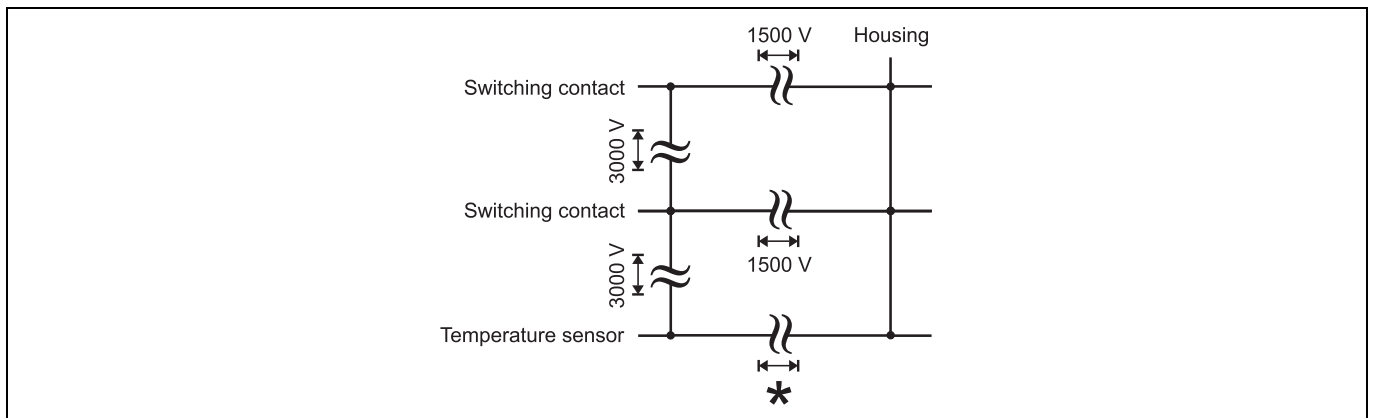 1500 V
Housing
Switching contact
3000 V
Switching contact
1500 V
3000 V
Temperature sensor
*